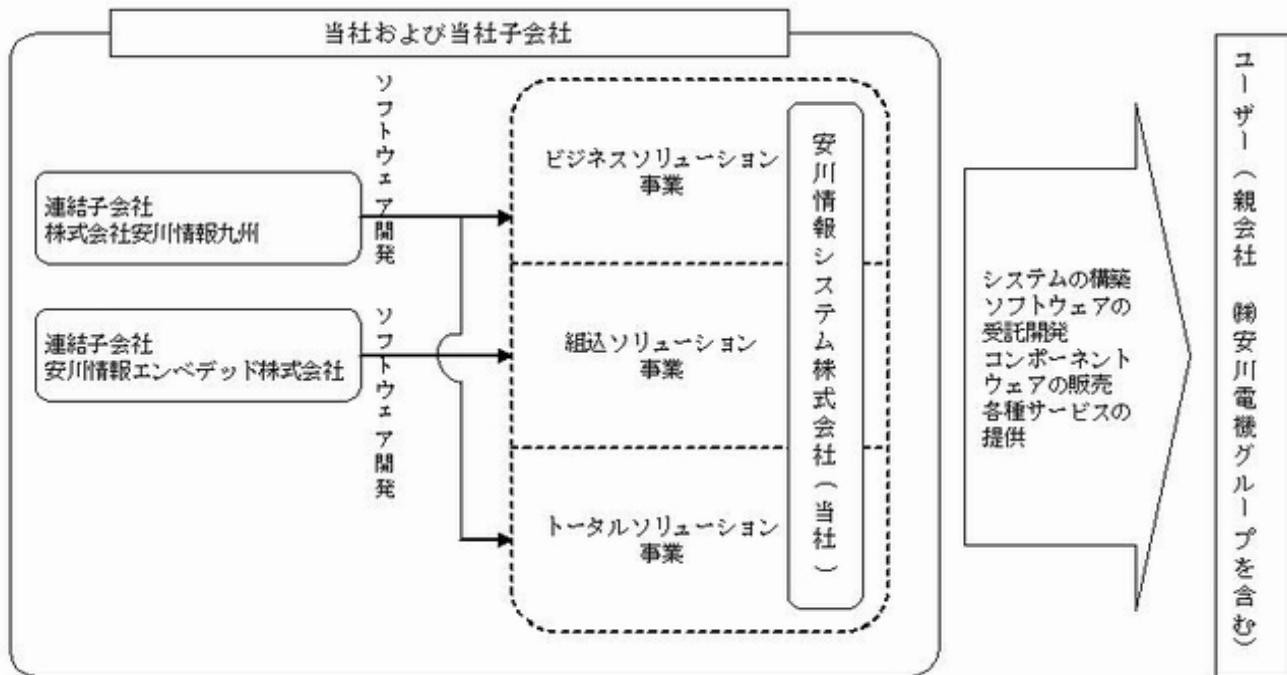 当社および当社子会社
ソフトウェア開発
連結子会社
株式会社安川情報九州
ソフトウェア開発
連結子会社
安川情報エンベデッド株式会社
ビジネスソリューション
事業
組込ソリューション
事業
トータルソリューション
事業
安川情報システム株式会社(当社)
システムの構築
ソフトウェアの
受託開発
コンポーネント
ウェアの販売
各種サービスの
提供
ユーザー(親会社 ㈱安川電機グループを含む)